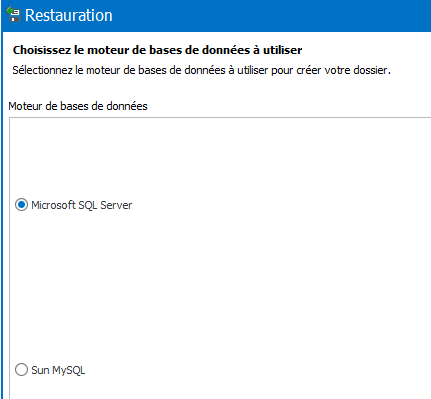 Restauration
Choisissez le moteur de bases de données à utiliser
Sélectionnez le moteur de bases de données à utiliser pour créer votre dossier.
Moteur de bases de données
Microsoft SQL Server
Sun MySQL